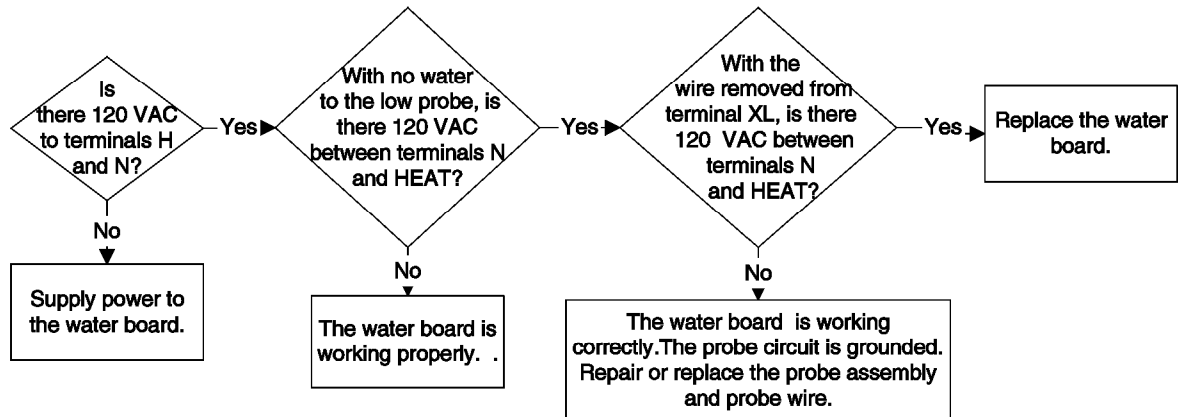 Is
there 120 VAC
to terminals H
and N?
Yes
No
Supply power to
the water board.
With no water
to the low probe, is
there 120 VAC
between terminals N
and HEAT?
Yes
No
The water board is
working properly. .
With the
wire removed from
terminal XL, is there
120 VAC between
terminals N
and HEAT?
Yes
No
The water board is working
correctly.The probe circuit is grounded.
Repair or replace the probe assembly
and probe wire.
Replace the water
board.